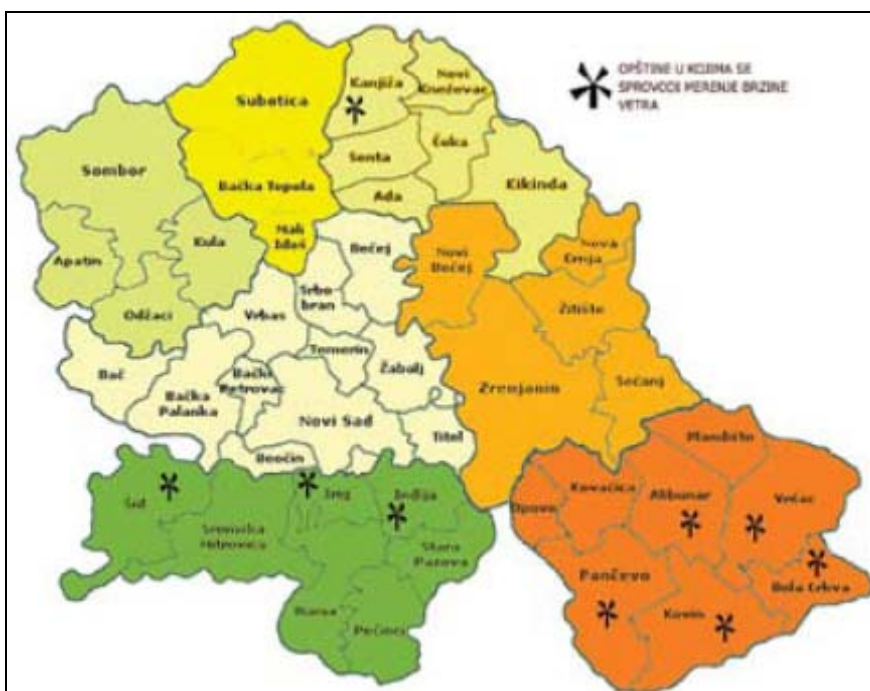 OPŠTINE U KOJIMA SE
SPROVODI MERENJE BRZINE
VETRA
Kanjiža
Novi
Kneževac
Subotica
Senta
Čoka
Sombor
Bačka Topola
Ada
Kikinda
Mali
Iđoš
Bečej
Novi
Bečej
Nova
Crnja
Apatin
Kula
Odžaci
Srbo
bran
Vrbas
Žitište
Temerin
Žabalj
Bač
Bački
Petrovac
Bačka
Palanka
Zrenjanin
Sečanj
Novi Sad
Titel
Beočin
Plandište
Šid
Irig
Inđija
Kovačica
Alibunar
Vršac
Opovo
Sremska
Mitrovica
Stara
Pazova
Pančevo
Bela Crkva
Ruma
Pećinci
Kovin